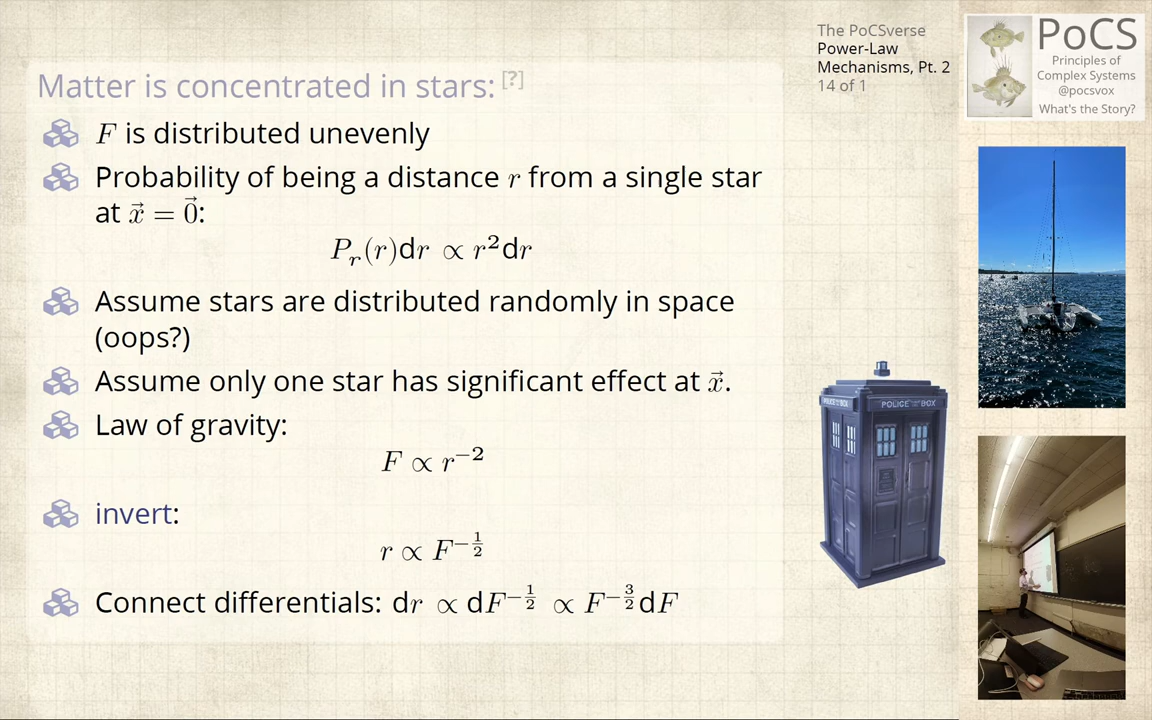 Matter is concentrated in stars: [?]
F is distributed unevenly
Probability of being a distance r from a single star
at x⃗ = 0⃗:
P_r(r)dr ∝ r²dr
Assume stars are distributed randomly in space
(oops?)
Assume only one star has significant effect at x⃗.
Law of gravity:
F ∝ r⁻²
invert:
r ∝ F^{-1/2}
Connect differentials: dr ∝ dF^{-1/2} ∝ F^{-3/2}dF
The PoCSverse
Power-Law
Mechanisms, Pt. 2
14 of 1
POLICE BOX
POLICE BOX
PoCS
Principles of
Complex Systems
@pocsvox
What's the Story?